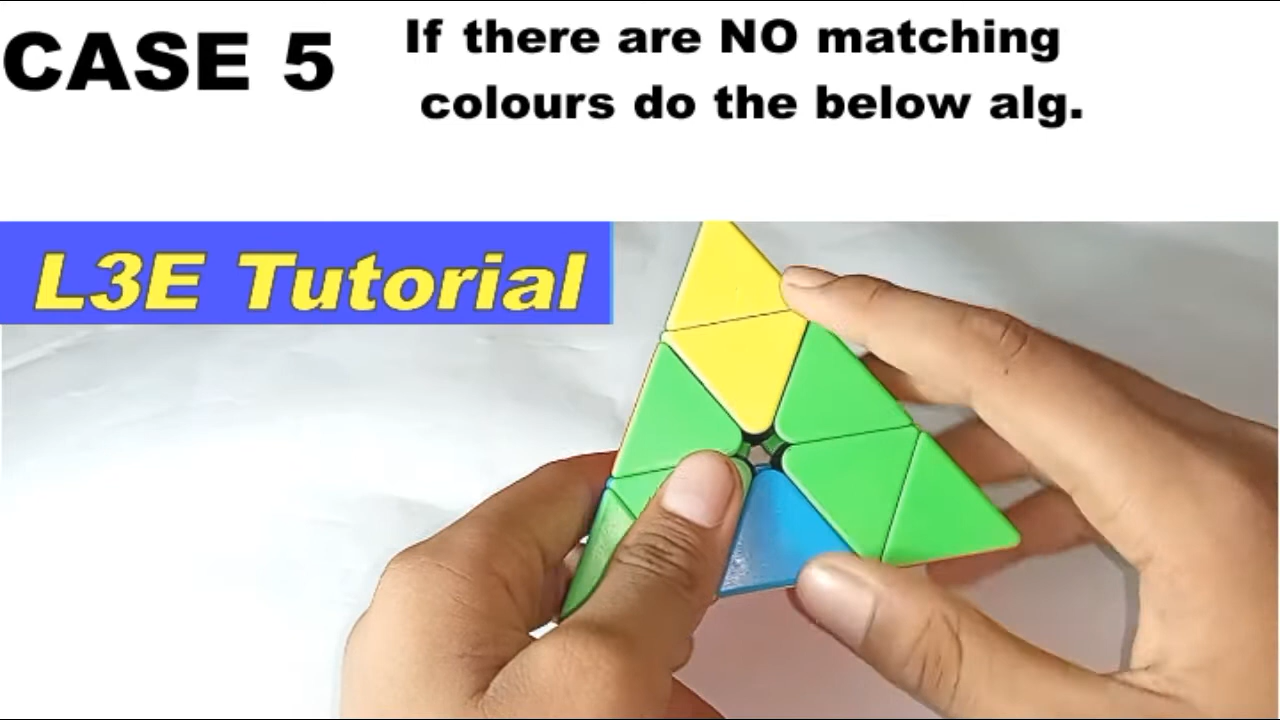 CASE 5
If there are NO matching
colours do the below alg.
L3E Tutorial